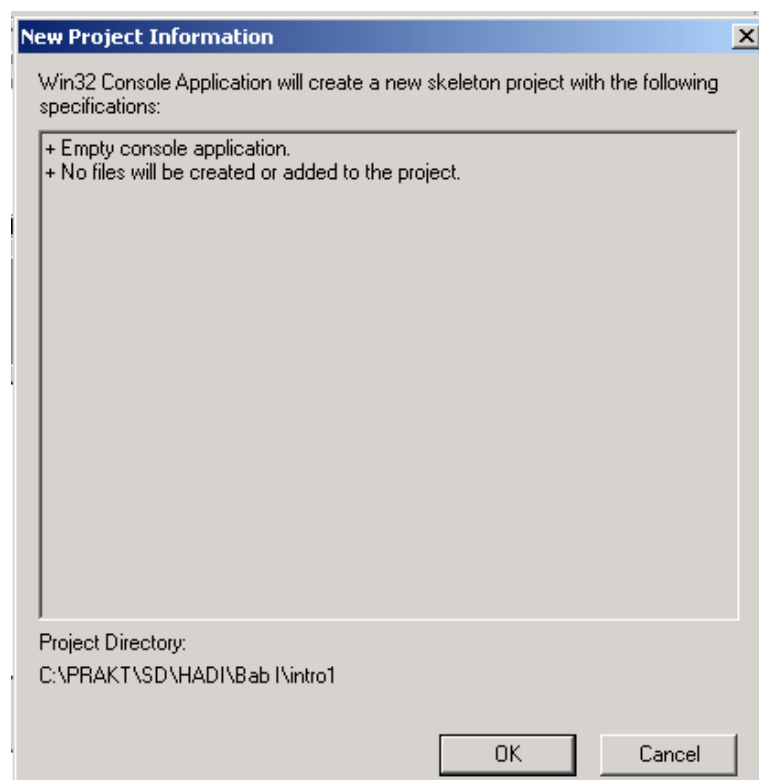 New Project Information
Win32 Console Application will create a new skeleton project with the following
specifications:
+ Empty console application.
+ No files will be created or added to the project.
Project Directory:
C:\PRAKT\SD\HADI\Bab I\intro1
OK
Cancel